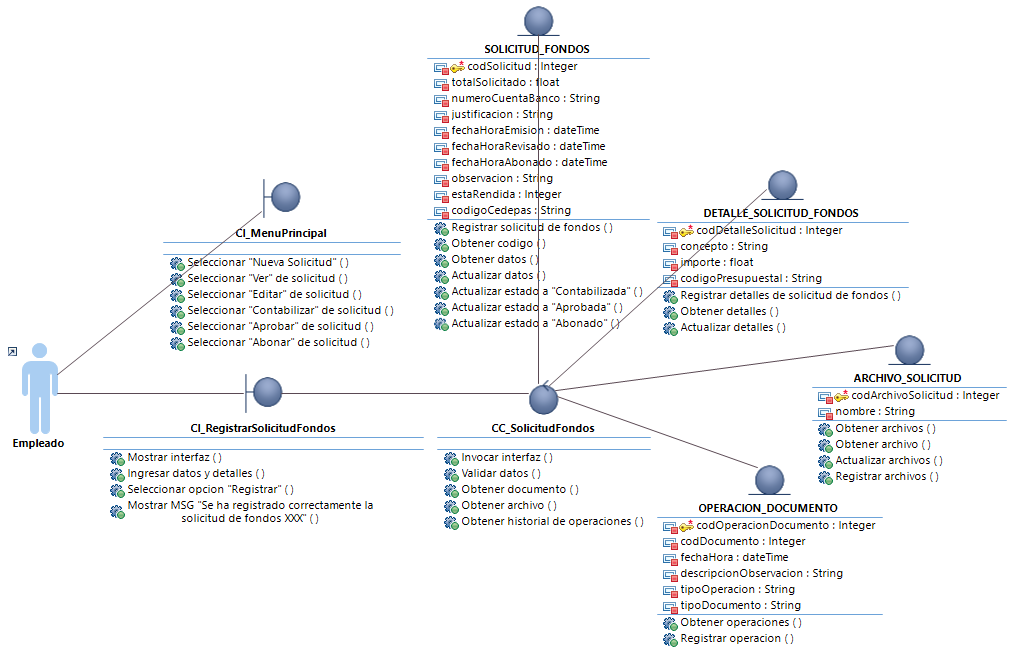 SOLICITUD_FONDOS
codSolicitud : Integer
totalSolicitado : float
numeroCuentaBanco : String
justificacion : String
fechaHoraEmision : dateTime
fechaHoraRevisado : dateTime
fechaHoraAbonado : dateTime
observacion : String
estaRendida : Integer
codigoCedepas : String
Registrar solicitud de fondos ( )
Obtener codigo ( )
Obtener datos ( )
Actualizar datos ( )
Actualizar estado a "Contabilizada" ( )
Actualizar estado a "Aprobada" ( )
Actualizar estado a "Abonado" ( )
DETALLE_SOLICITUD_FONDOS
codDetalleSolicitud : Integer
concepto : String
importe : float
codigoPresupuestal : String
Registrar detalles de solicitud de fondos ( )
Obtener detalles ( )
Actualizar detalles ( )
CI_MenuPrincipal
Seleccionar "Nueva Solicitud" ( )
Seleccionar "Ver" de solicitud ( )
Seleccionar "Editar" de solicitud ( )
Seleccionar "Contabilizar" de solicitud ( )
Seleccionar "Aprobar" de solicitud ( )
Seleccionar "Abonar" de solicitud ( )
ARCHIVO_SOLICITUD
codArchivoSolicitud : Integer
nombre : String
Obtener archivos ( )
Obtener archivo ( )
Actualizar archivos ( )
Registrar archivos ( )
Empleado
CI_RegistrarSolicitudFondos
Mostrar interfaz ( )
Ingresar datos y detalles ( )
Seleccionar opcion "Registrar" ( )
Mostrar MSG "Se ha registrado correctamente la
solicitud de fondos XXX" ( )
CC_SolicitudFondos
Invocar interfaz ( )
Validar datos ( )
Obtener documento ( )
Obtener archivo ( )
Obtener historial de operaciones ( )
OPERACION_DOCUMENTO
codOperacionDocumento : Integer
codDocumento : Integer
fechaHora : dateTime
descripcionObservacion : String
tipoOperacion : String
tipoDocumento : String
Obtener operaciones ( )
Registrar operacion ( )